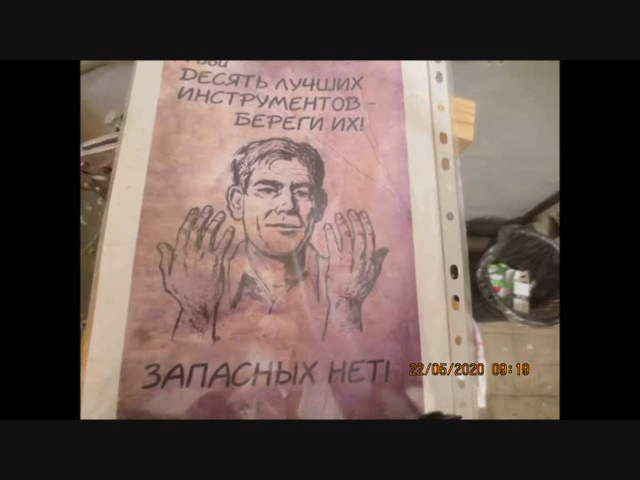 ДЕСЯТЬ ЛУЧШИХ
ИНСТРУМЕНТОВ -
БЕРЕГИ ИХ!
ЗАПАСНЫХ НЕТ!
22/05/2020 09:19